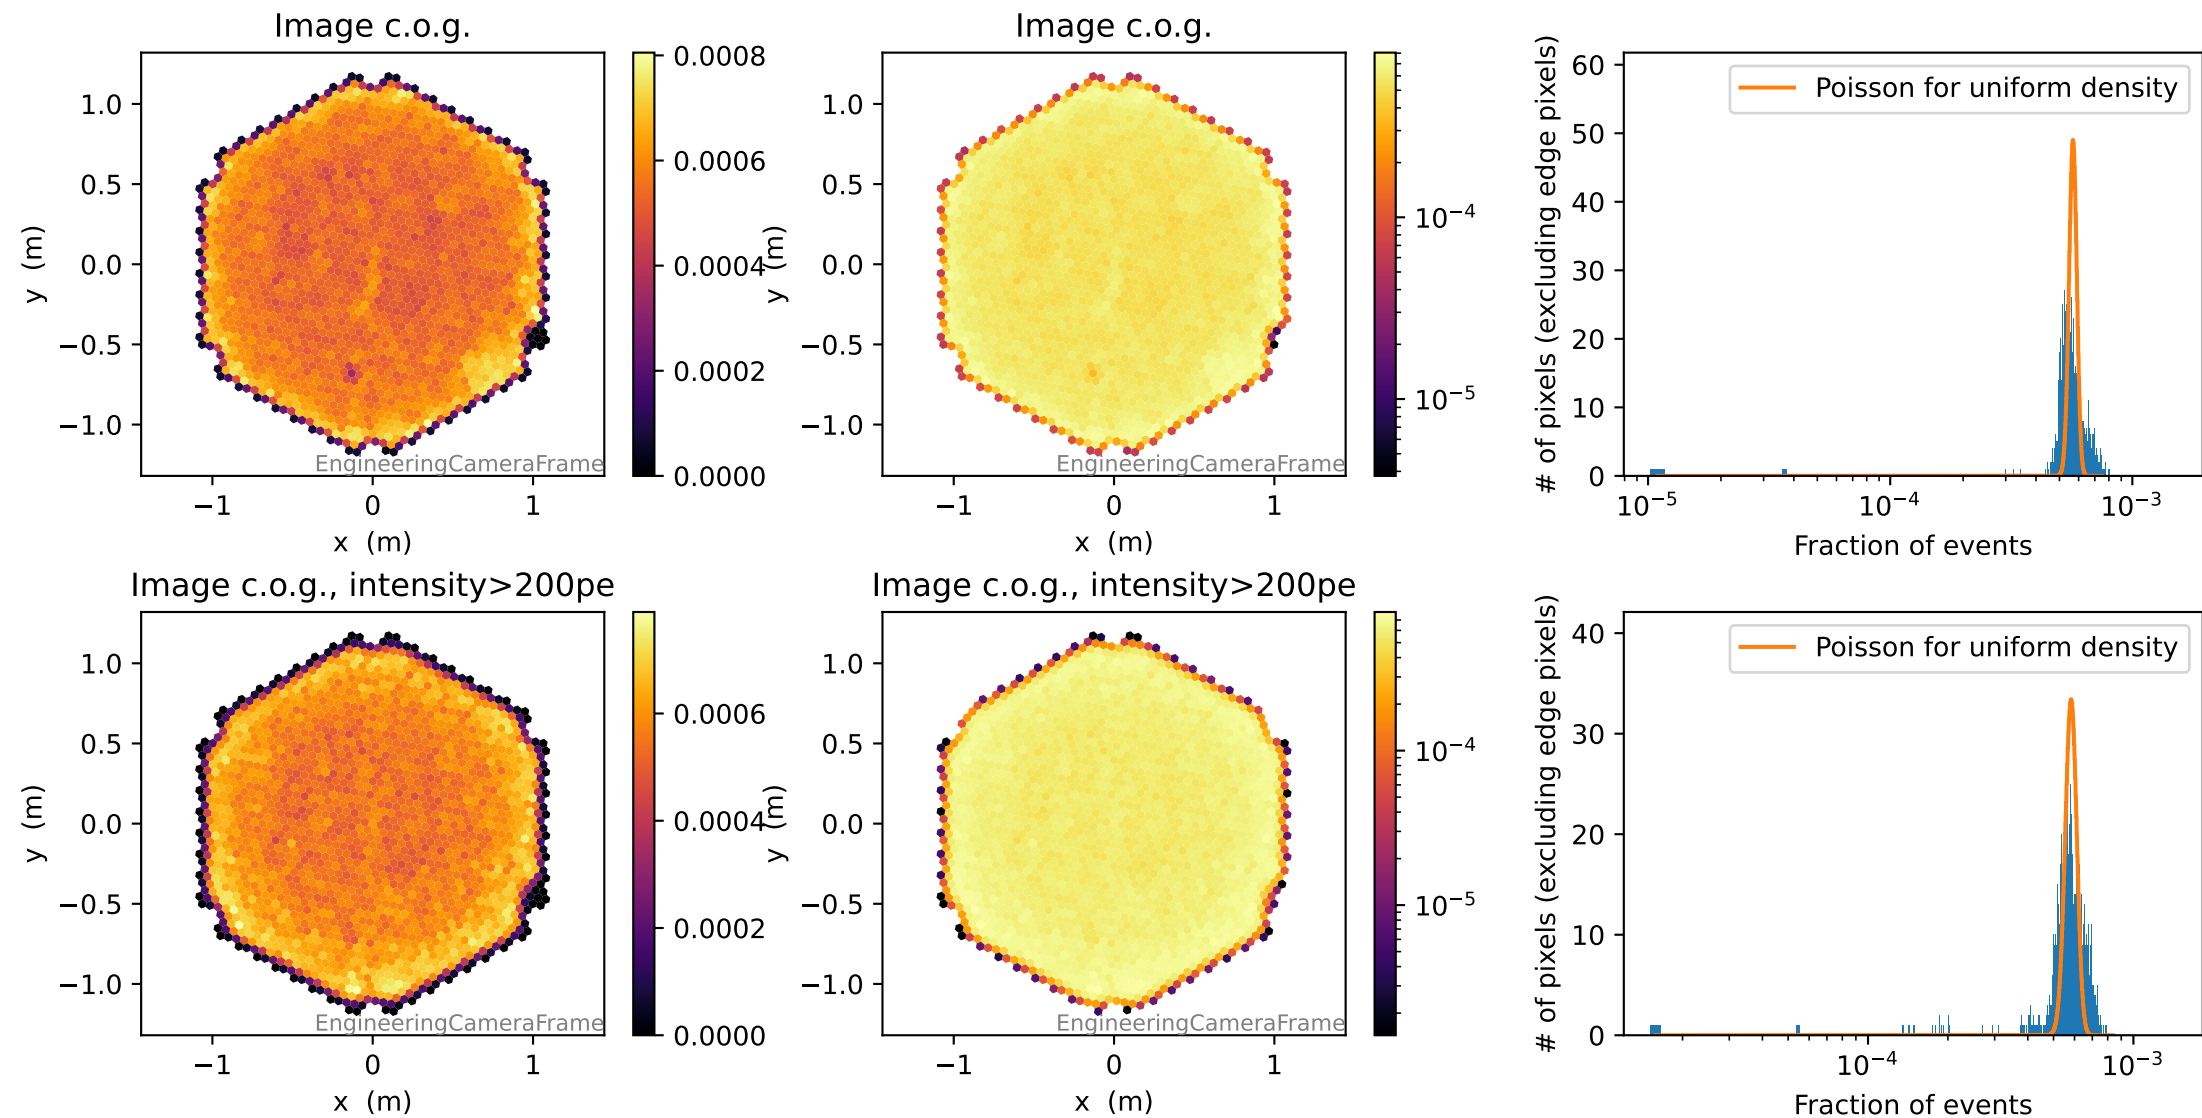 Image c.o.g.
1.0
0.5
0.0
−0.5
−1.0
y (m)
−1
0
1
x (m)
EngineeringCameraFrame
0.0008
0.0006
0.0004
0.0002
0.0000
Image c.o.g.
1.0
0.5
0.0
−0.5
−1.0
y (m)
−1
0
1
x (m)
EngineeringCameraFrame
10⁻⁴
10⁻⁵
Poisson for uniform density
60
50
40
30
20
10
0
# of pixels (excluding edge pixels)
10⁻⁵
10⁻⁴
10⁻³
Fraction of events
Image c.o.g., intensity>200pe
1.0
0.5
0.0
−0.5
−1.0
y (m)
−1
0
1
x (m)
EngineeringCameraFrame
0.0006
0.0004
0.0002
0.0000
Image c.o.g., intensity>200pe
1.0
0.5
0.0
−0.5
−1.0
y (m)
−1
0
1
x (m)
EngineeringCameraFrame
10⁻⁴
10⁻⁵
Poisson for uniform density
40
30
20
10
0
# of pixels (excluding edge pixels)
10⁻⁴
10⁻³
Fraction of events